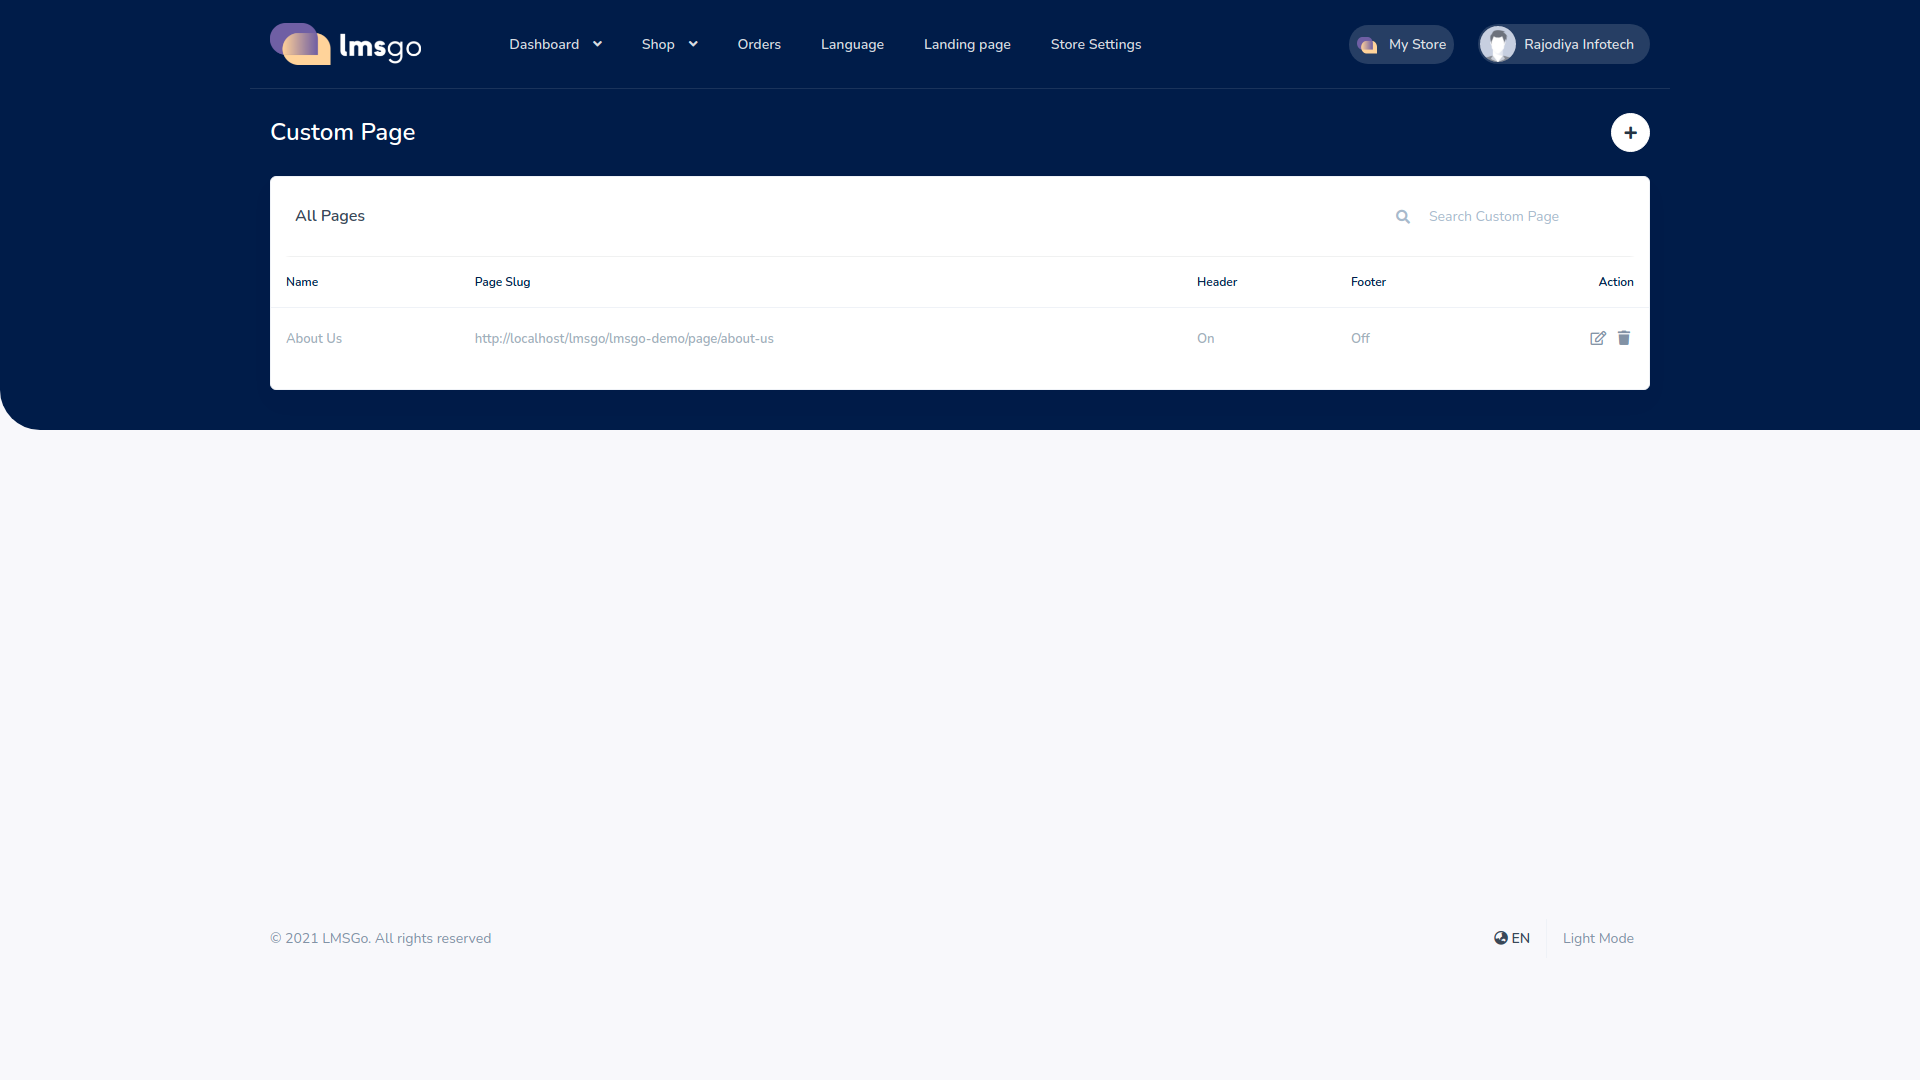 lmsgo Dashboard Shop Orders Language Landing page Store Settings My Store Rajodiya Infotech
Custom Page
All Pages Search Custom Page
Name Page Slug Header Footer Action
About Us http://localhost/lmsgo/lmsgo-demo/page/about-us On Off
© 2021 LMSGo. All rights reserved EN Light Mode